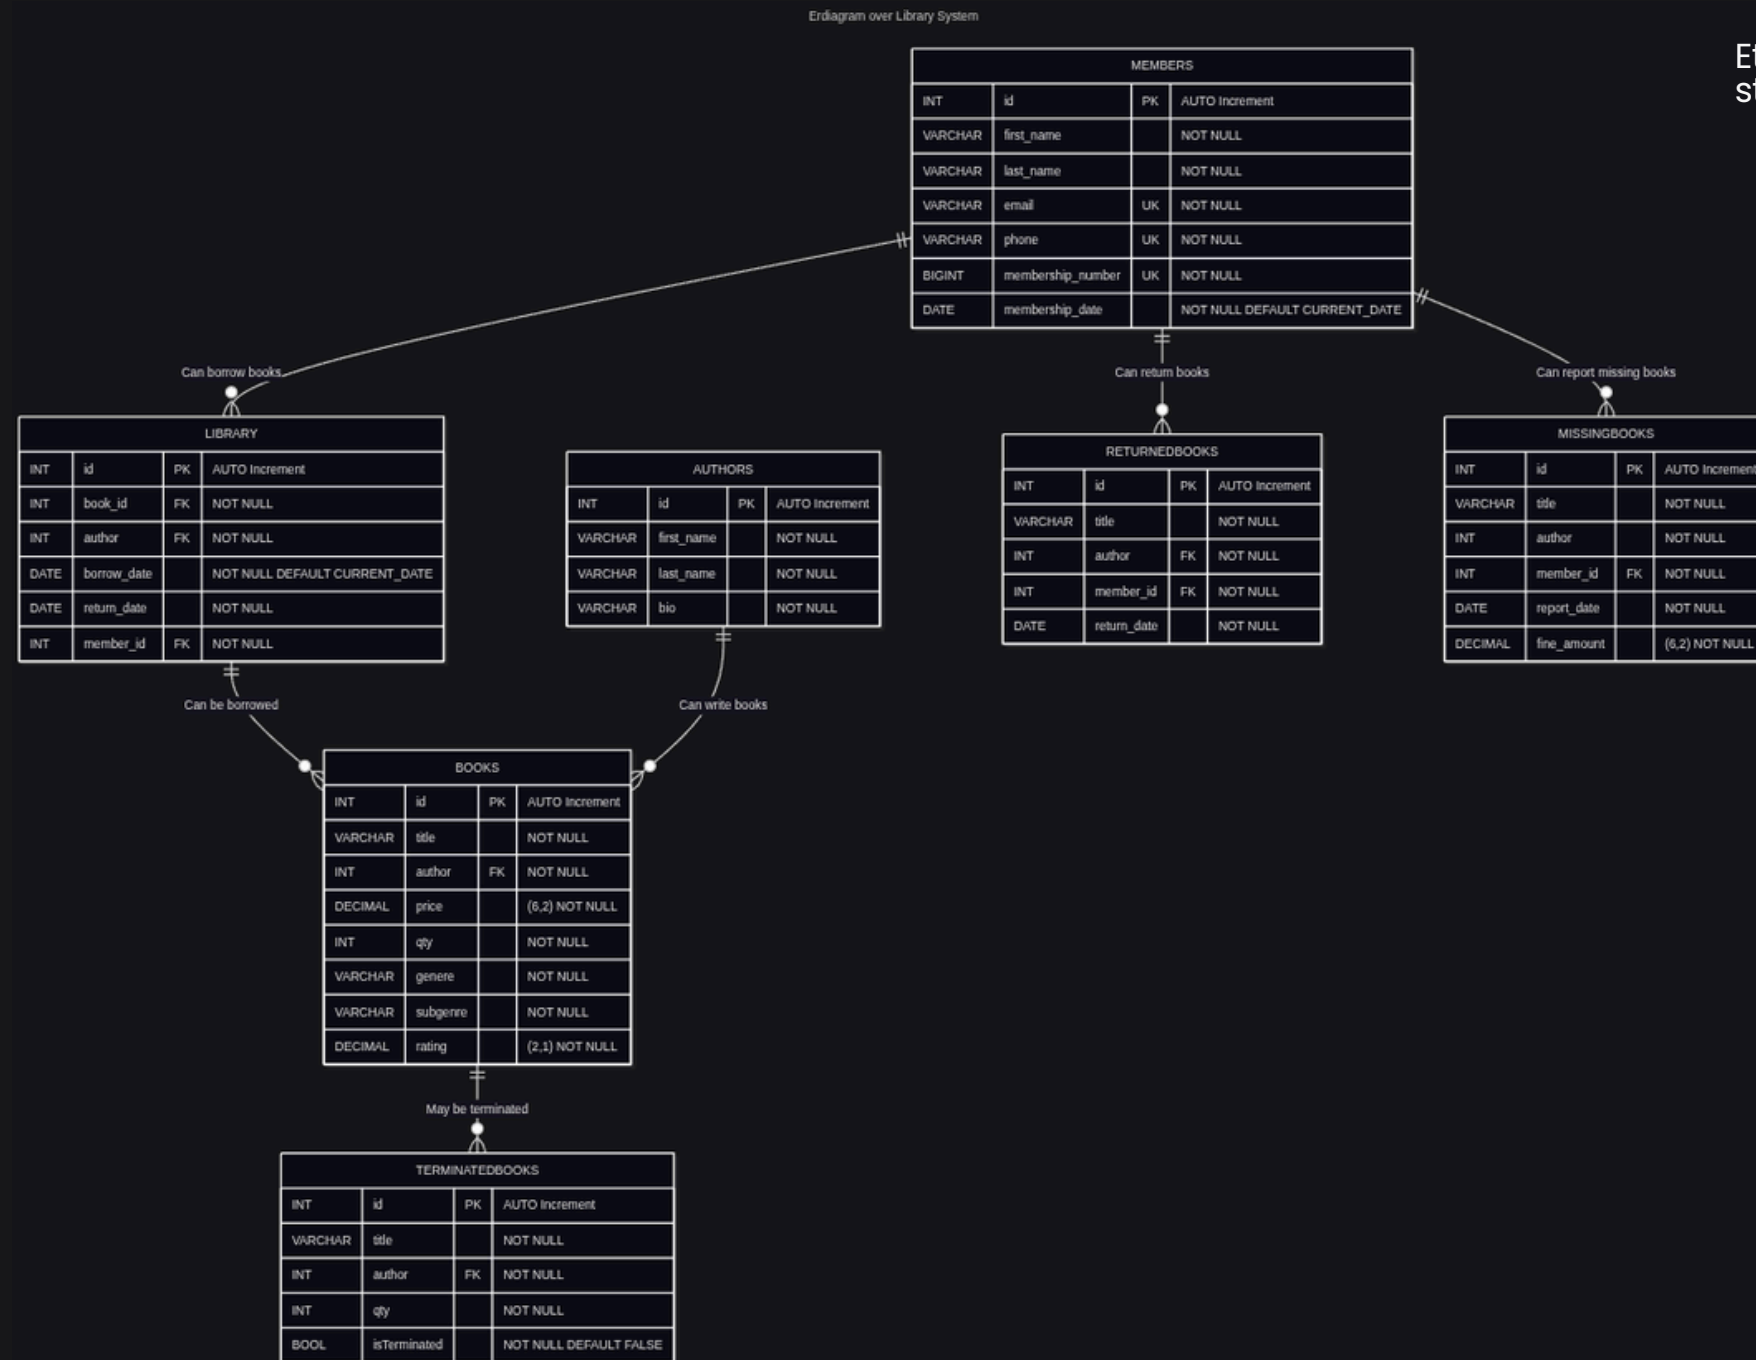 Erdiagram over Library System
Et
st
MEMBERS
INT id PK AUTO Increment
VARCHAR first_name NOT NULL
VARCHAR last_name NOT NULL
VARCHAR email UK NOT NULL
VARCHAR phone UK NOT NULL
BIGINT membership_number UK NOT NULL
DATE membership_date NOT NULL DEFAULT CURRENT_DATE
Can borrow books
Can return books
Can report missing books
LIBRARY
INT id PK AUTO Increment
INT book_id FK NOT NULL
INT author FK NOT NULL
DATE borrow_date NOT NULL DEFAULT CURRENT_DATE
DATE return_date NOT NULL
INT member_id FK NOT NULL
AUTHORS
INT id PK AUTO Increment
VARCHAR first_name NOT NULL
VARCHAR last_name NOT NULL
VARCHAR bio NOT NULL
RETURNEDBOOKS
INT id PK AUTO Increment
VARCHAR title NOT NULL
INT author FK NOT NULL
INT member_id FK NOT NULL
DATE return_date NOT NULL
MISSINGBOOKS
INT id PK AUTO Increment
VARCHAR title NOT NULL
INT author NOT NULL
INT member_id FK NOT NULL
DATE report_date NOT NULL
DECIMAL fine_amount (6,2) NOT NULL
Can be borrowed
Can write books
BOOKS
INT id PK AUTO Increment
VARCHAR title NOT NULL
INT author FK NOT NULL
DECIMAL price (6,2) NOT NULL
INT qty NOT NULL
VARCHAR genere NOT NULL
VARCHAR subgenre NOT NULL
DECIMAL rating (2,1) NOT NULL
May be terminated
TERMINATEDBOOKS
INT id PK AUTO Increment
VARCHAR title NOT NULL
INT author FK NOT NULL
INT qty NOT NULL
BOOL isTerminated NOT NULL DEFAULT FALSE